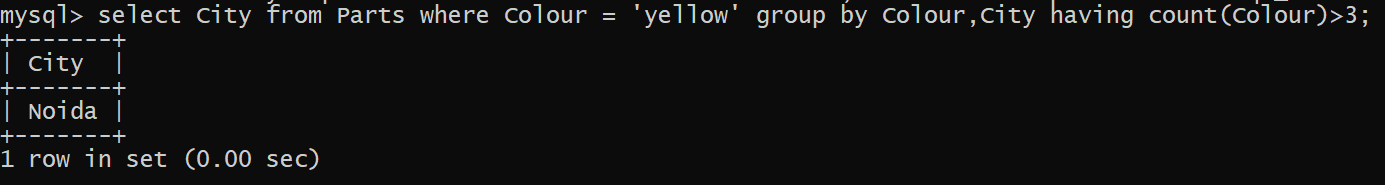 mysql> select City from Parts where Colour = 'yellow' group by Colour,City having count(Colour)>3;
+-------+
| City  |
+-------+
| Noida |
+-------+
1 row in set (0.00 sec)